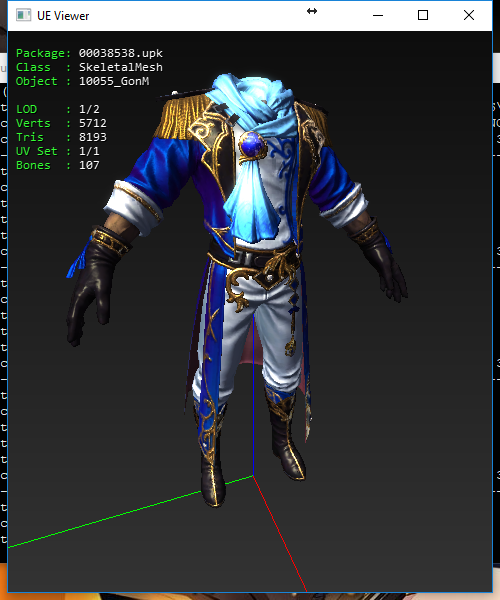 UE Viewer
Package: 00038538.upk
Class : SkeletalMesh
Object : 10055_GonM
LOD : 1/2
Verts : 5712
Tris : 8193
UV Set : 1/1
Bones : 107